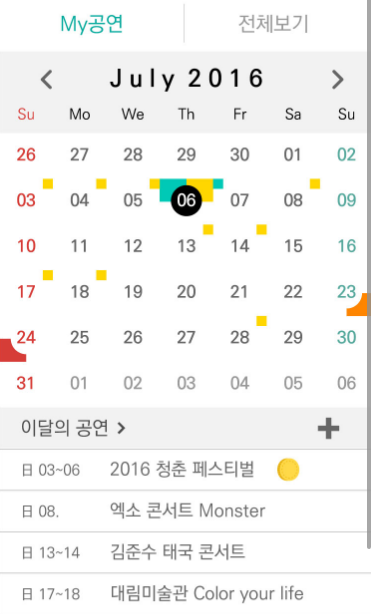 My공연 전체보기
July 2016
Su Mo We Th Fr Sa Su
26 27 28 29 30 01 02
03 04 05 06 07 08 09
10 11 12 13 14 15 16
17 18 19 20 21 22 23
24 25 26 27 28 29 30
31 01 02 03 04 05 06
이달의 공연 >
日 03~06 2016 청춘 페스티벌
日 08. 엑소 콘서트 Monster
日 13~14 김준수 태국 콘서트
日 17~18 대림미술관 Color your life